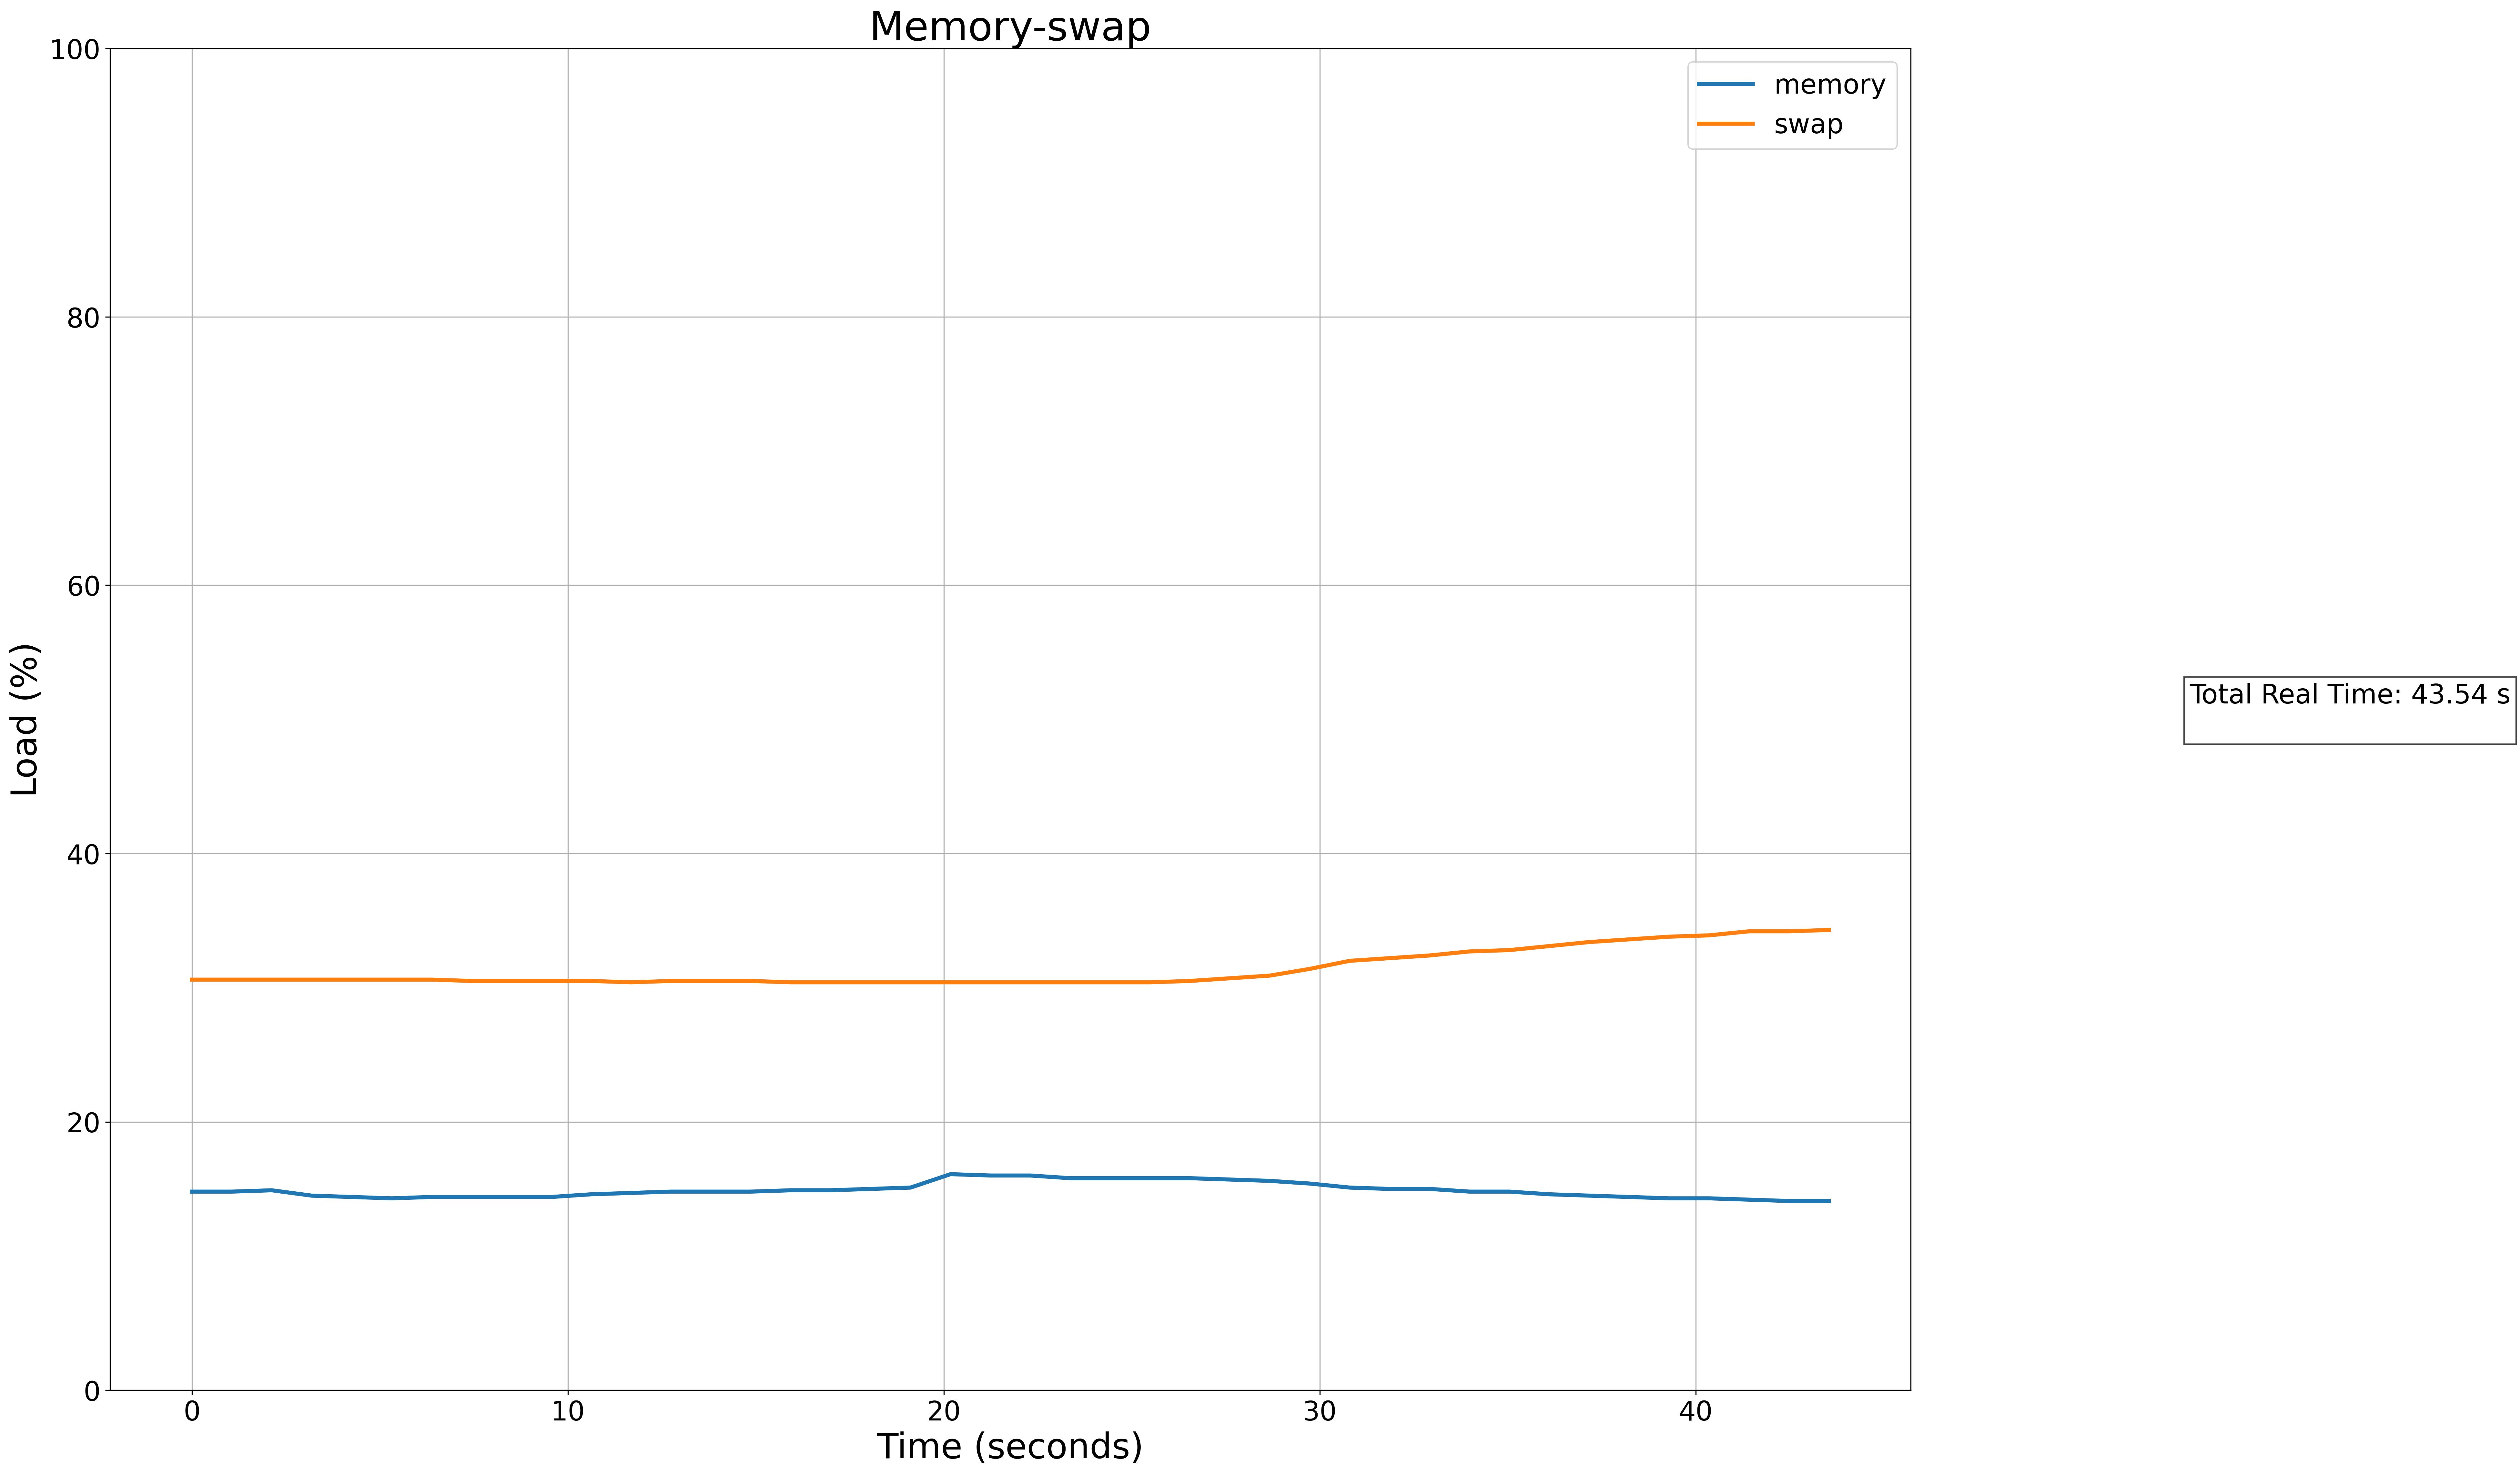 Memory-swap
100
80
60
40
20
0
Load (%)
memory
swap
0 10 20 30 40
Time (seconds)
Total Real Time: 43.54 s